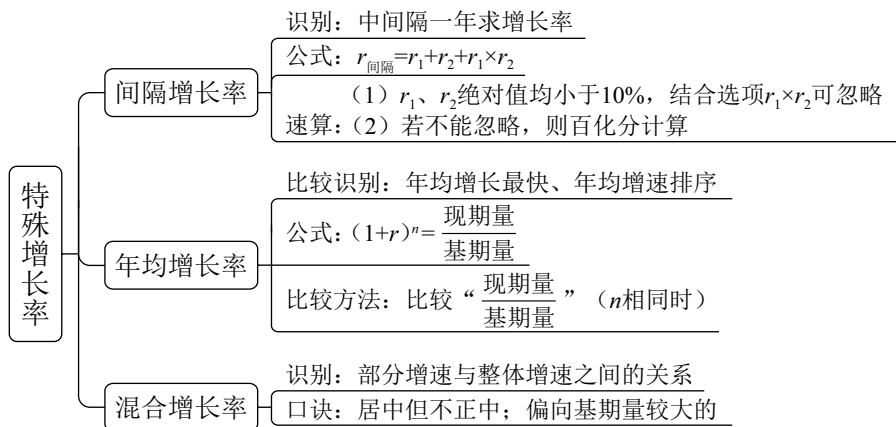 特殊增长率
间隔增长率
识别：中间隔一年求增长率
公式：r间隔=r₁+r₂+r₁×r₂
速算：（1）r₁、r₂绝对值均小于10%，结合选项r₁×r₂可忽略
（2）若不能忽略，则百化分计算
年均增长率
比较识别：年均增长最快、年均增速排序
公式：（1+r）ⁿ=现期量/基期量
比较方法：比较“现期量/基期量”（n相同时）
混合增长率
识别：部分增速与整体增速之间的关系
口诀：居中但不正中；偏向基期量较大的